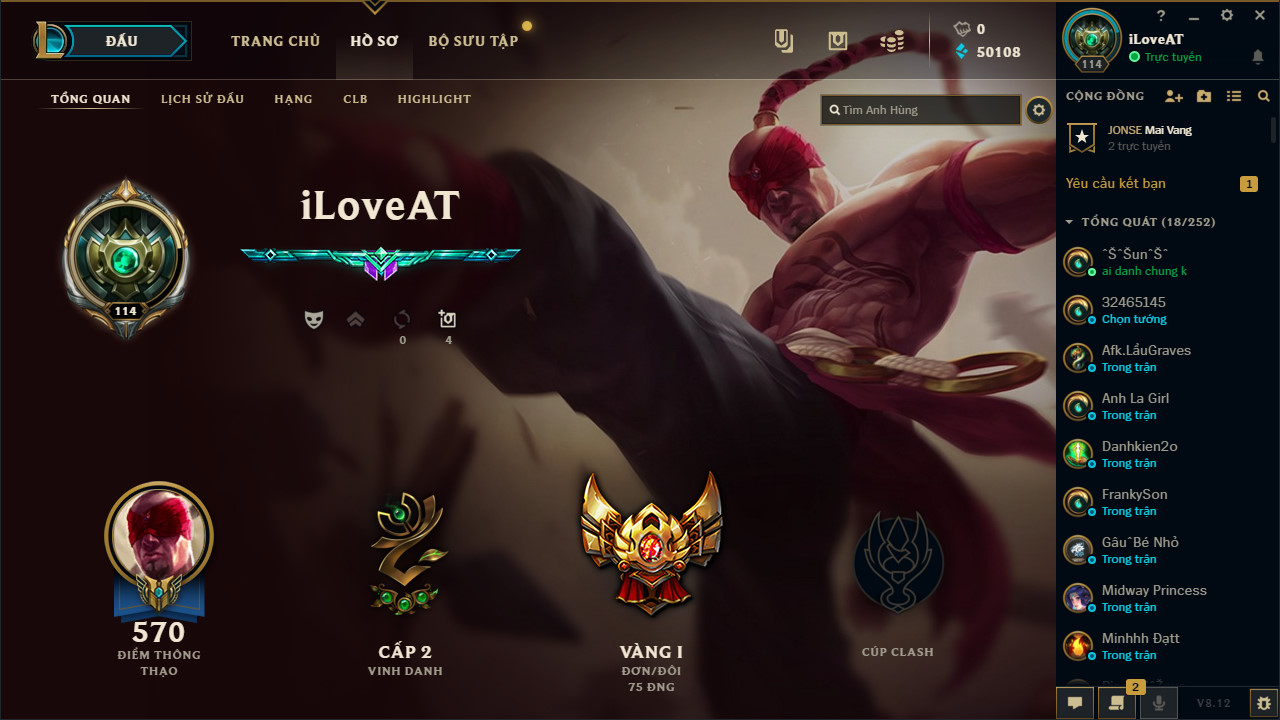 ĐẤU
TRANG CHỦ
HỒ SƠ
BỘ SƯU TẬP
0
50108
?
iLoveAT
Trực tuyến
114
TỔNG QUAN
LỊCH SỬ ĐẤU
HẠNG
CLB
HIGHLIGHT
Tìm Anh Hùng
CỘNG ĐỒNG
JONSE Mai Vang
2 trực tuyến
Yêu cầu kết bạn
1
TỔNG QUÁT (18/252)
iLoveAT
114
0
4
ˆŠˆŠunˆŠˆ
ai danh chung k
32465145
Chọn tướng
Afk.LẩuGraves
Trong trận
Anh La Girl
Trong trận
Danhkien2o
Trong trận
FrankySon
Trong trận
GâuˆBé Nhỏ
Trong trận
Midway Princess
Trong trận
Minhhh Đạtt
Trong trận
570
ĐIỂM THÔNG
THẠO
CẤP 2
VINH DANH
VÀNG I
ĐƠN/ĐÔI
75 ĐNG
CÚP CLASH
2
V8.12